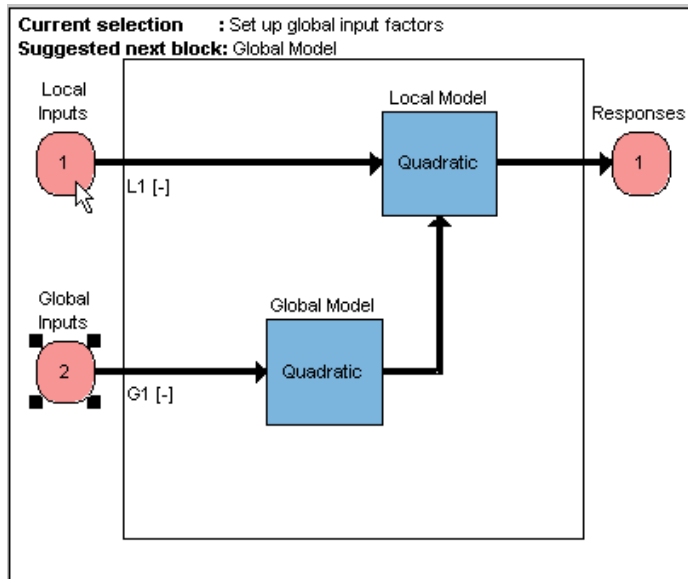 Current selection : Set up global input factors
Suggested next block: Global Model
Local
Inputs
Local Model
Responses
1
Quadratic
1
L1 [-]
Global
Inputs
Global Model
2
Quadratic
G1 [-]